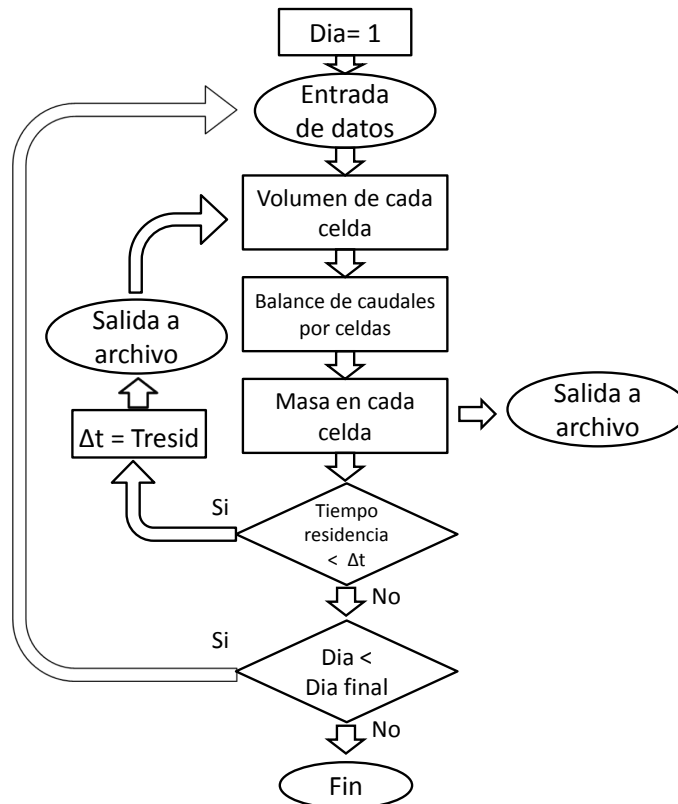 Dia= 1
Entrada
de datos
Volumen de cada
celda
Balance de caudales
por celdas
Salida a
archivo
Masa en cada
celda
Salida a
archivo
Δt = Tresid
Si
Tiempo
residencia
< Δt
No
Si
Dia <
Dia final
No
Fin